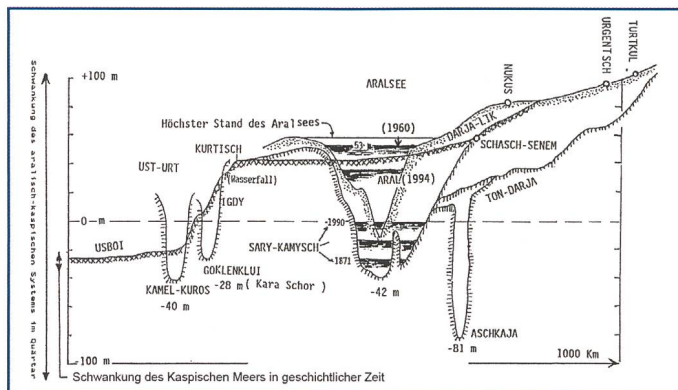 Schwankung des aralisch-kaspischen Systems im Quartär
+100 m
ARALSEE
NUKUS
URGENTSCH
TURTKUL
Höchster Stand des Aralsees
(1960)
53 m
DARJA-LYK
KURTISCH
SCHASCH-SENEM
UST-URT
(Wasserfall)
ARAL(1994)
IGDY
TON-DARJA
0 m
-1990
USBOI
SARY-KAMYSCH
-1871
GOKLENKLUI
-28 m (Kara Schor)
KAMEL-KUROS
-40 m
-42 m
ASCHKAJA
-81 m
-100 m
1000 Km
Schwankung des Kaspischen Meers in geschichtlicher Zeit